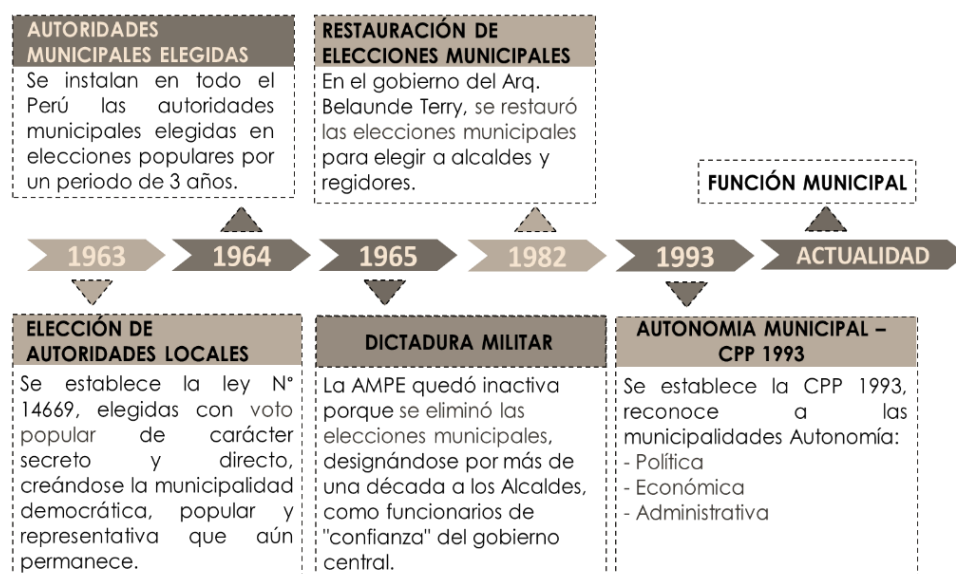 AUTORIDADES
MUNICIPALES ELEGIDAS
Se instalan en todo el
Perú las autoridades
municipales elegidas en
elecciones populares por
un periodo de 3 años.
RESTAURACIÓN DE
ELECCIONES MUNICIPALES
En el gobierno del Arq.
Belaunde Terry, se restauró
las elecciones municipales
para elegir a alcaldes y
regidores.
FUNCIÓN MUNICIPAL
1963
1964
1965
1982
1993
ACTUALIDAD
ELECCIÓN DE
AUTORIDADES LOCALES
Se establece la ley N°
14669, elegidas con voto
popular de carácter
secreto y directo,
creándose la municipalidad
democrática, popular y
representativa que aún
permanece.
DICTADURA MILITAR
La AMPE quedó inactiva
porque se eliminó las
elecciones municipales,
designándose por más de
una década a los Alcaldes,
como funcionarios de
"confianza" del gobierno
central.
AUTONOMIA MUNICIPAL –
CPP 1993
Se establece la CPP 1993,
reconoce a las
municipalidades Autonomía:
- Política
- Económica
- Administrativa